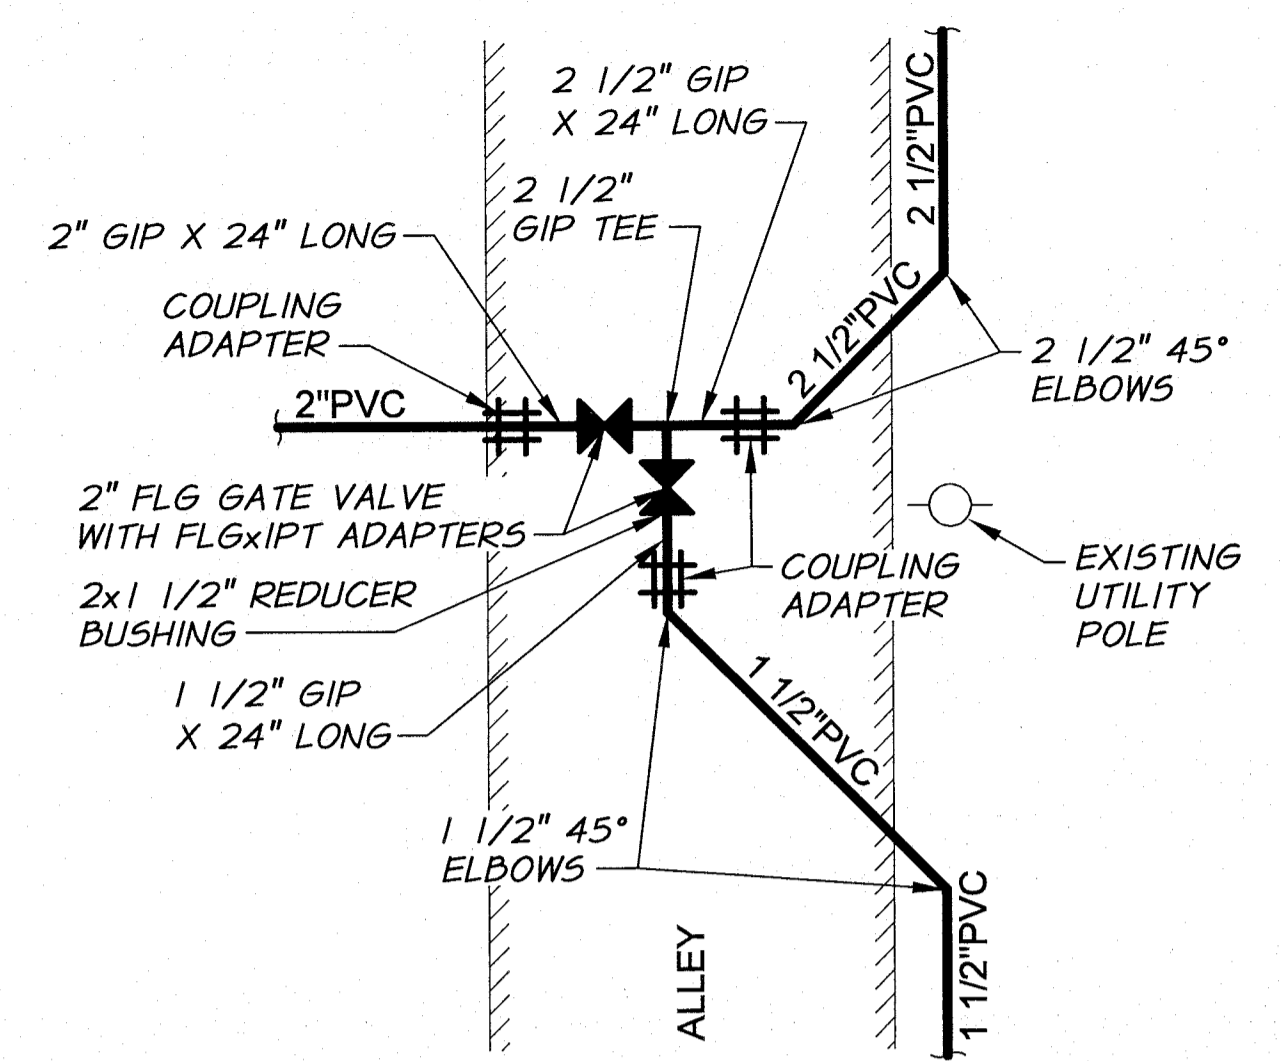 2 1/2" GIP
X 24" LONG
2 1/2"PVC
2 1/2"
GIP TEE
2" GIP X 24" LONG
COUPLING
ADAPTER
2 1/2"PVC
2 1/2" 45°
ELBOWS
2"PVC
2" FLG GATE VALVE
WITH FLGxIPT ADAPTERS
2x1 1/2" REDUCER
BUSHING
COUPLING
ADAPTER
EXISTING
UTILITY
POLE
1 1/2" GIP
X 24" LONG
1 1/2"PVC
1 1/2" 45°
ELBOWS
ALLEY
1 1/2"PVC